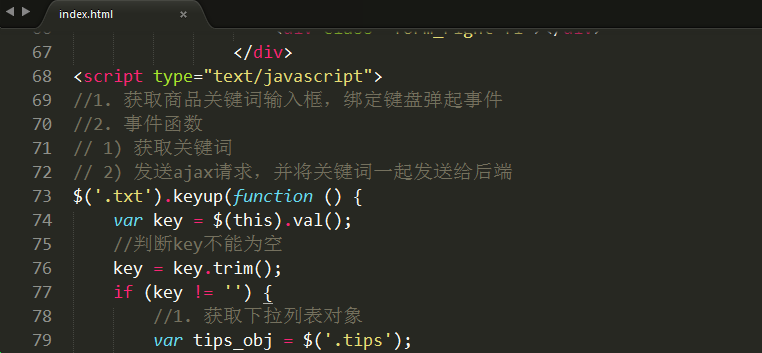 index.html
67 </div>
68 <script type="text/javascript">
69 //1. 获取商品关键词输入框，绑定键盘弹起事件
70 //2. 事件函数
71 // 1) 获取关键词
72 // 2) 发送ajax请求，并将关键词一起发送给后端
73 $('.txt').keyup(function () {
74 var key = $(this).val();
75 //判断key不能为空
76 key = key.trim();
77 if (key != '') {
78 //1. 获取下拉列表对象
79 var tips_obj = $('.tips');